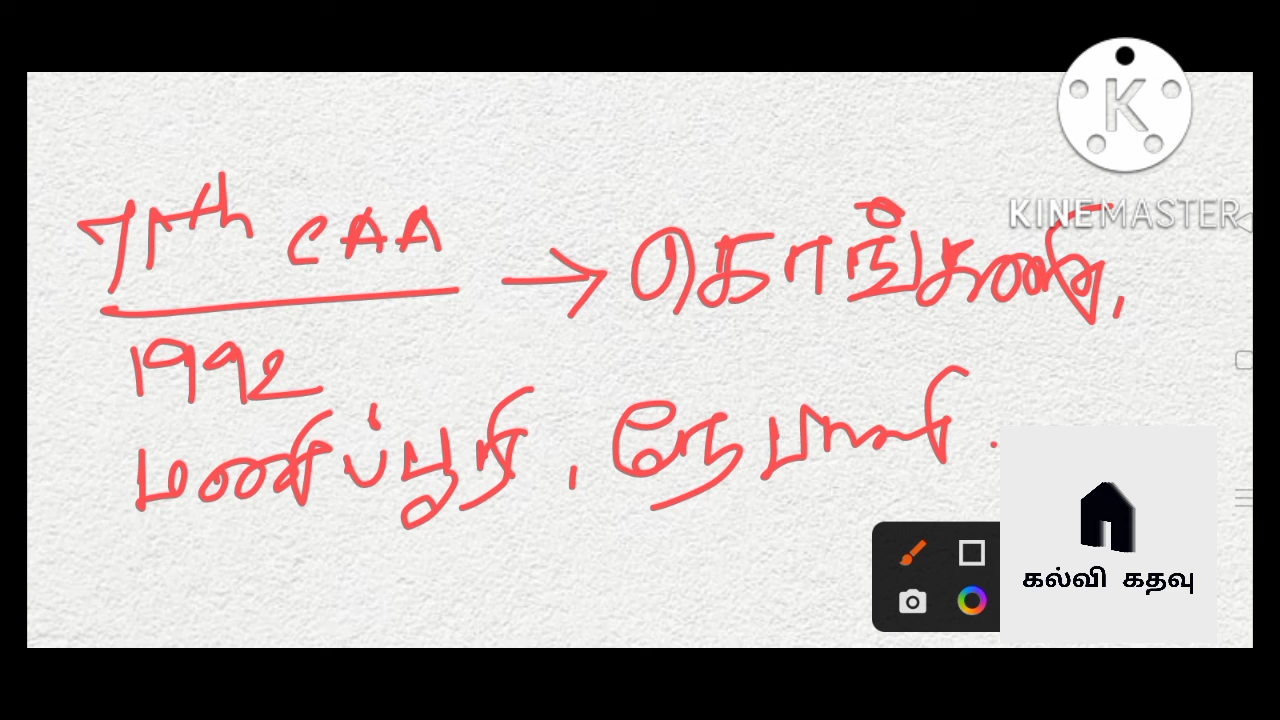 71th CAA → கொங்கணி,
1992
மணிப்பூரி, நேபாளி.
KINEMASTER
கல்வி கதவு